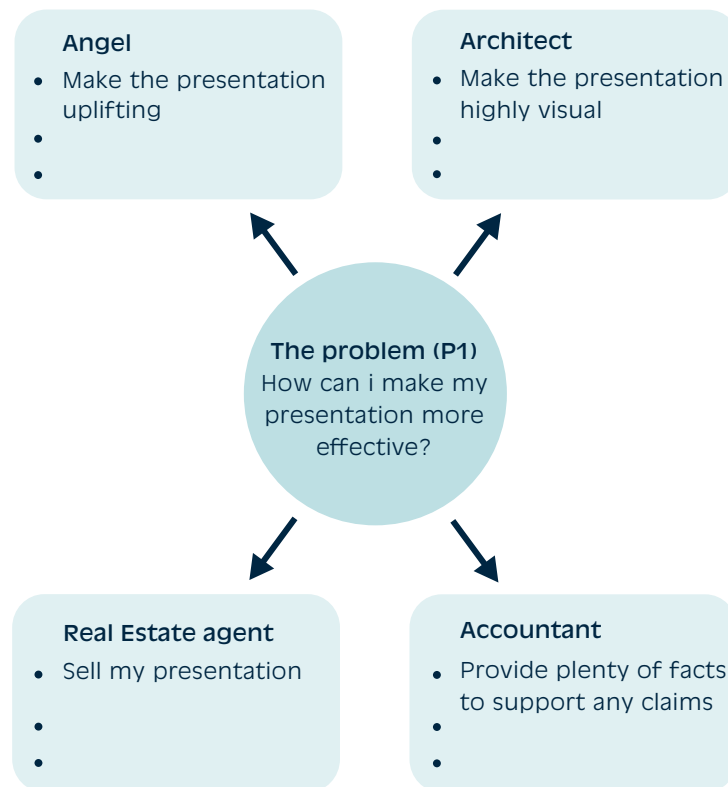 Angel
• Make the presentation
uplifting
•
•
Architect
• Make the presentation
highly visual
•
•
The problem (P1)
How can i make my
presentation more
effective?
Real Estate agent
• Sell my presentation
•
•
Accountant
• Provide plenty of facts
to support any claims
•
•